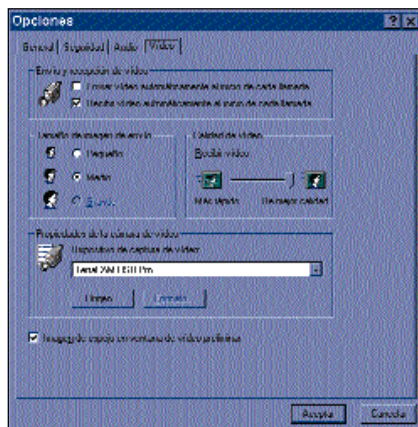 Opciones
General Seguridad Audio Vídeo
Envío y recepción de vídeo
Enviar vídeo automáticamente al inicio de cada llamada
Recibir vídeo automáticamente al inicio de cada llamada
Tamaño de imagen de envío
Pequeño
Medio
Grande
Calidad de vídeo
Recibir vídeo
Más rápido De mejor calidad
Propiedades de la cámara de vídeo
Dispositivo de captura de vídeo:
Pro
Origen Formato
Imagen de espejo en ventana de vídeo preliminar
Aceptar Cancelar